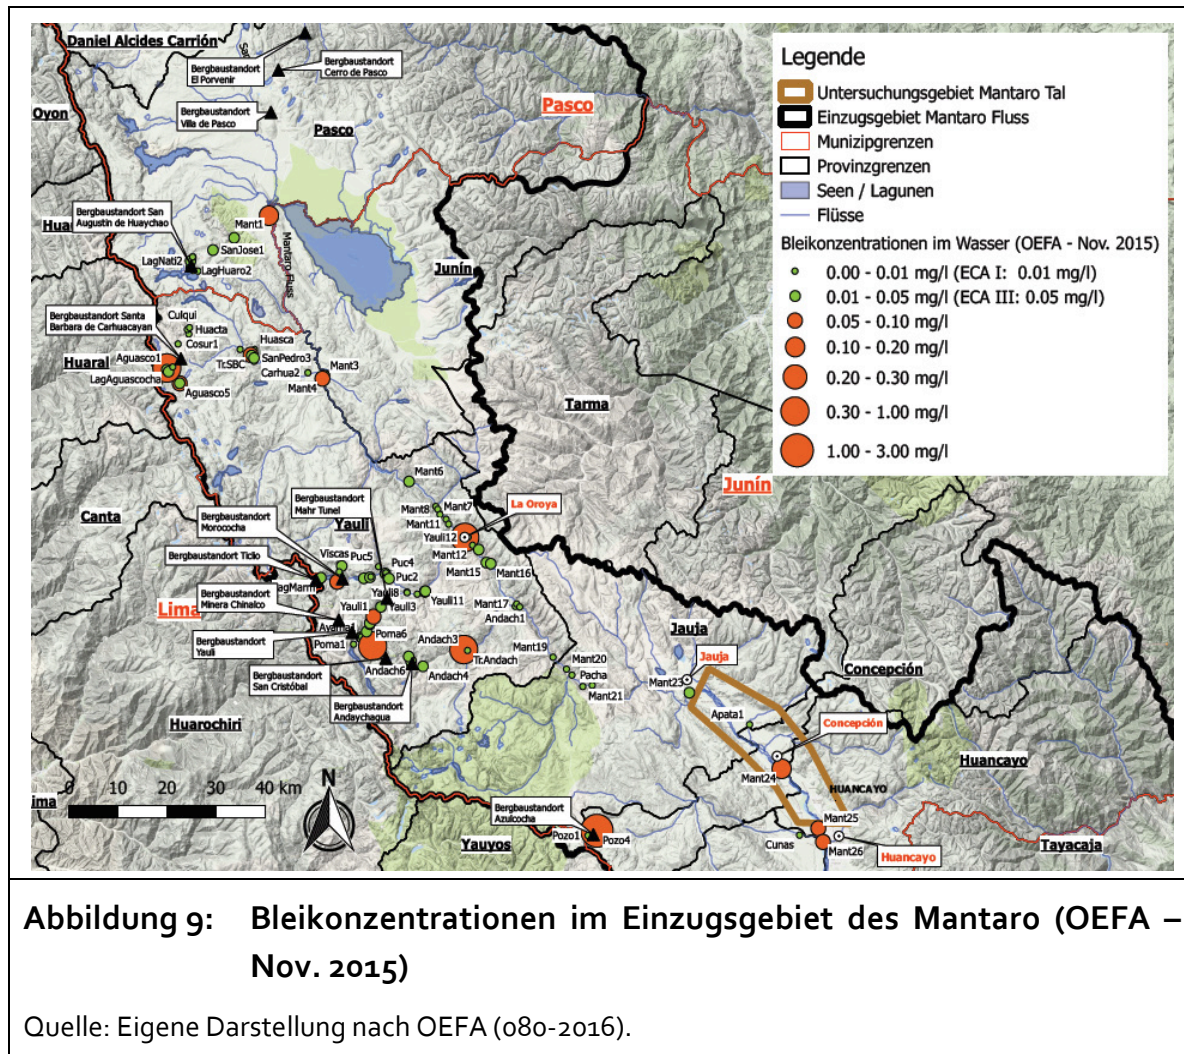 Daniel Alcides Carrión
Bergbaustandort
El Porvenir
Bergbaustandort
Cerro de Pasco
Oyon
Bergbaustandort
Villa de Pasco
Pasco
Pasco
Legende
Untersuchungsgebiet Mantaro Tal
Einzugsgebiet Mantaro Fluss
Munizipgrenzen
Provinzgrenzen
Seen / Lagunen
Flüsse
Bleikonzentrationen im Wasser (OEFA - Nov. 2015)
0.00 - 0.01 mg/l (ECA I: 0.01 mg/l)
0.01 - 0.05 mg/l (ECA III: 0.05 mg/l)
0.05 - 0.10 mg/l
0.10 - 0.20 mg/l
0.20 - 0.30 mg/l
0.30 - 1.00 mg/l
1.00 - 3.00 mg/l
Bergbaustandort San
Augustin de Huaychao
Mant1
SanJose1
LagNati2
LagHuaro2
Mantaro Fluss
Junín
Bergbaustandort Santa
Barbara de Carhuacayan
Culqui
Huacta
Cosur1
Huaral
Aguasco1
LagAguascocha
Aguasco5
Huasca
Tr.SBC
SanPedro3
Carhua2
Mant3
Mant4
Tarma
Junín
Canta
Mant6
Bergbaustandort
Mahr Tunel
Mant8
Mant7
Mant11
La Oroya
Bergbaustandort
Morococha
Yauli
Yauli12
Mant12
Bergbaustandort Ticlio
Viscas
Puc5
Puc4
Puc2
Mant15
Mant16
Lima
Bergbaustandort
Minera Chinalco
Yauli8
Yauli1
Yauli3
Yauli11
Mant17
Andach1
Bergbaustandort
Yauli
Poma1
Poma6
Andach3
Tr.Andach
Andach6
Andach4
Bergbaustandort
San Cristóbal
Bergbaustandort
Andaychagua
Mant19
Mant20
Pacha
Mant21
Jauja
Jauja
Mant23
Concepción
Apata1
Concepción
Huarochiri
Mant24
HUANCAYO
Huancayo
0 10 20 30 40 km
N
Bergbaustandort
Azulcocha
Yauyos
Pozo1
Pozo4
Mant25
Cunas
Mant26
Huancayo
Tayacaja
Abbildung 9: Bleikonzentrationen im Einzugsgebiet des Mantaro (OEFA –
Nov. 2015)
Quelle: Eigene Darstellung nach OEFA (080-2016).